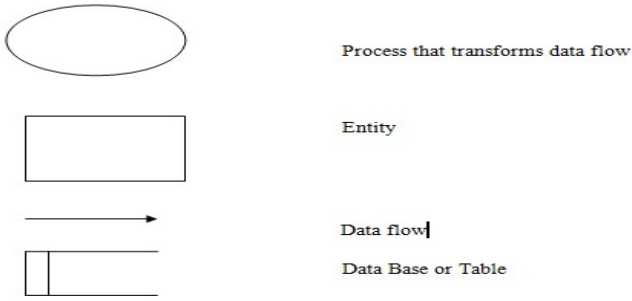 Process that transforms data flow
Entity
Data flow
Data Base or Table